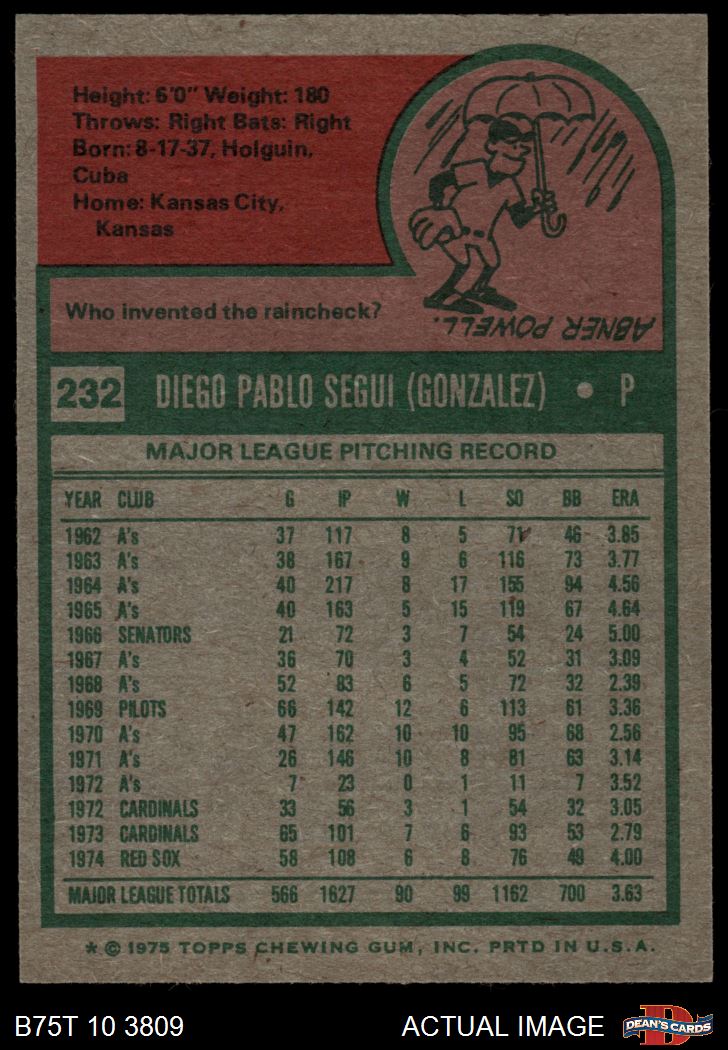 Height: 6'0" Weight: 180
Throws: Right Bats: Right
Born: 8-17-37, Holguin,
Cuba
Home: Kansas City,
Kansas
Who invented the raincheck?
ABNER POWELL.
232 DIEGO PABLO SEGUI (GONZALEZ) • P
MAJOR LEAGUE PITCHING RECORD
YEAR CLUB G IP W L SO BB ERA
1962 A's 37 117 8 5 71 46 3.85
1963 A's 38 167 9 6 116 73 3.77
1964 A's 40 217 8 17 155 94 4.56
1965 A's 40 163 5 15 119 67 4.64
1966 SENATORS 21 72 3 7 54 24 5.00
1967 A's 36 70 3 4 52 31 3.09
1968 A's 52 83 6 5 72 32 2.39
1969 PILOTS 66 142 12 6 113 61 3.36
1970 A's 47 162 10 10 95 68 2.56
1971 A's 26 146 10 8 81 63 3.14
1972 A's 7 23 0 1 11 7 3.52
1972 CARDINALS 33 56 3 1 54 32 3.05
1973 CARDINALS 65 101 7 6 93 53 2.79
1974 RED SOX 58 108 6 8 76 49 4.00
MAJOR LEAGUE TOTALS 566 1627 90 99 1162 700 3.63
* © 1975 TOPPS CHEWING GUM, INC. PRTD IN U.S.A.
B75T 10 3809 ACTUAL IMAGE D DEAN'S CARDS